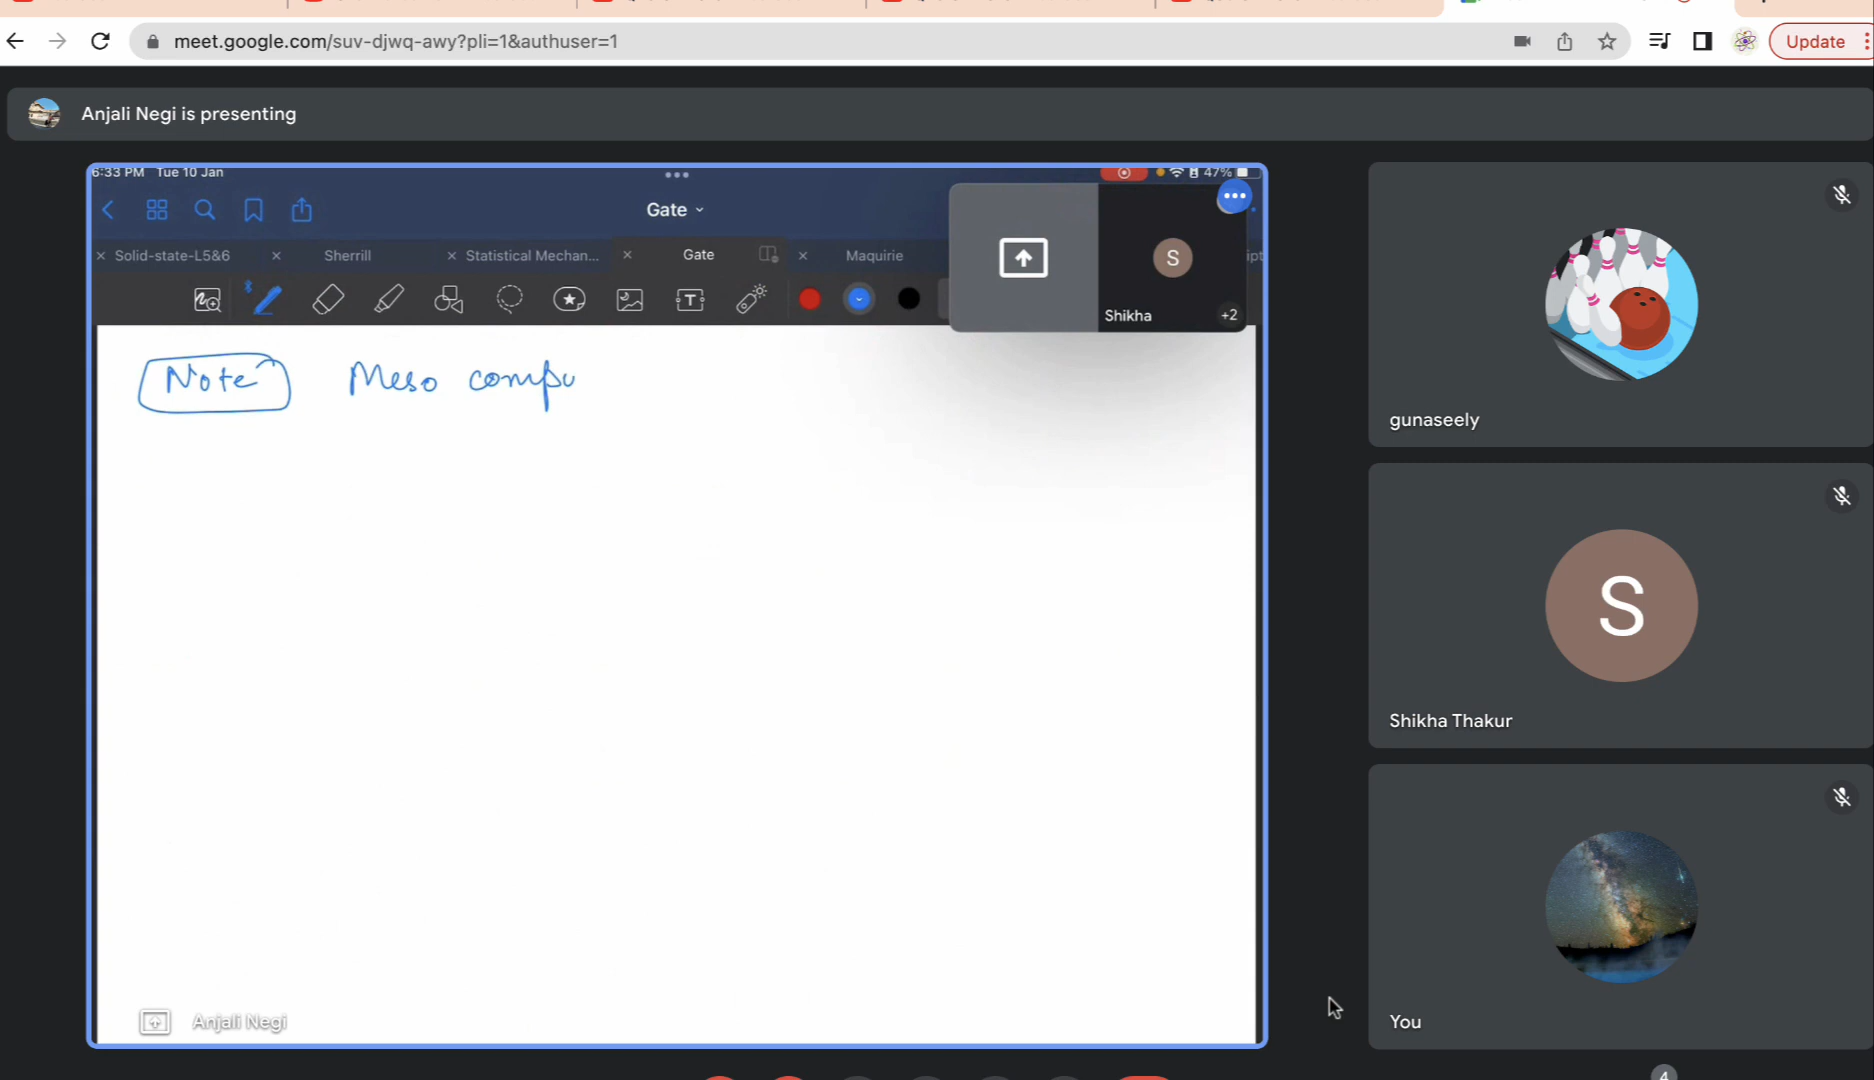 meet.google.com/suv-djwq-awy?pli=1&authuser=1
Update
Anjali Negi is presenting
6:33 PM Tue 10 Jan
47%
Gate
Solid-state-L5&6
Sherrill
Statistical Mechan...
Gate
Maquirie
S
Shikha
+2
Note
Meso compu
Anjali Negi
gunaseely
S
Shikha Thakur
You
4